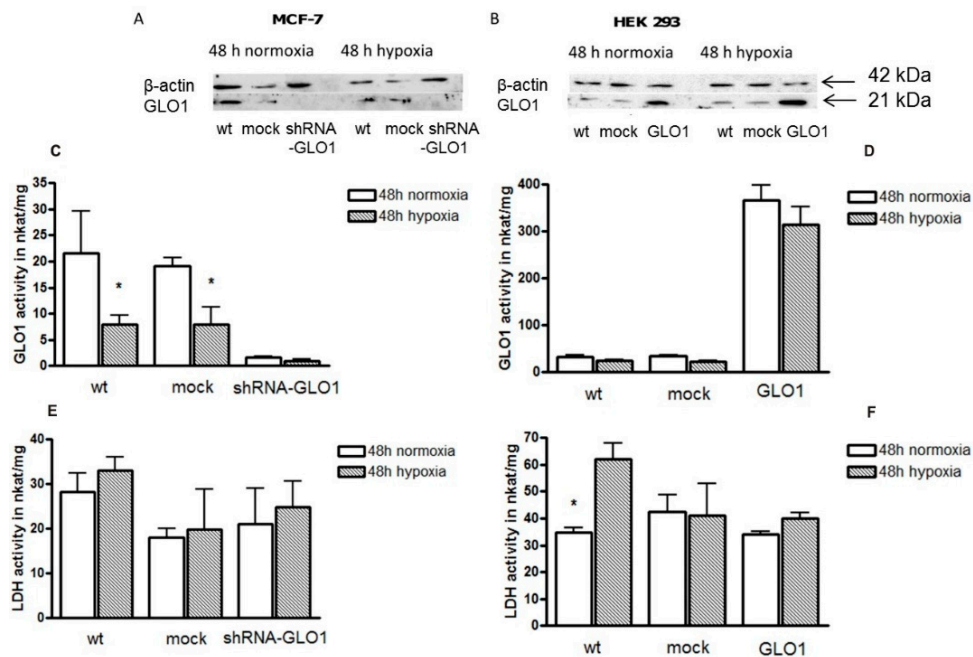 A MCF-7
48 h normoxia 48 h hypoxia
β-actin
GLO1
wt mock shRNA wt mock shRNA
-GLO1 -GLO1
B HEK 293
48 h normoxia 48 h hypoxia
β-actin 42 kDa
GLO1 21 kDa
wt mock GLO1 wt mock GLO1
C
GLO1 activity in nkat/mg
35
30
25
20
15
10
5
0
* *
wt mock shRNA-GLO1
48h normoxia
48h hypoxia
D
GLO1 activity in nkat/mg
400
300
200
100
0
wt mock GLO1
48h normoxia
48h hypoxia
E
LDH activity in nkat/mg
40
30
20
10
0
wt mock shRNA-GLO1
48h normoxia
48h hypoxia
F
LDH activity in nkat/mg
70
60
50
40
30
20
10
0
*
wt mock GLO1
48h normoxia
48h hypoxia